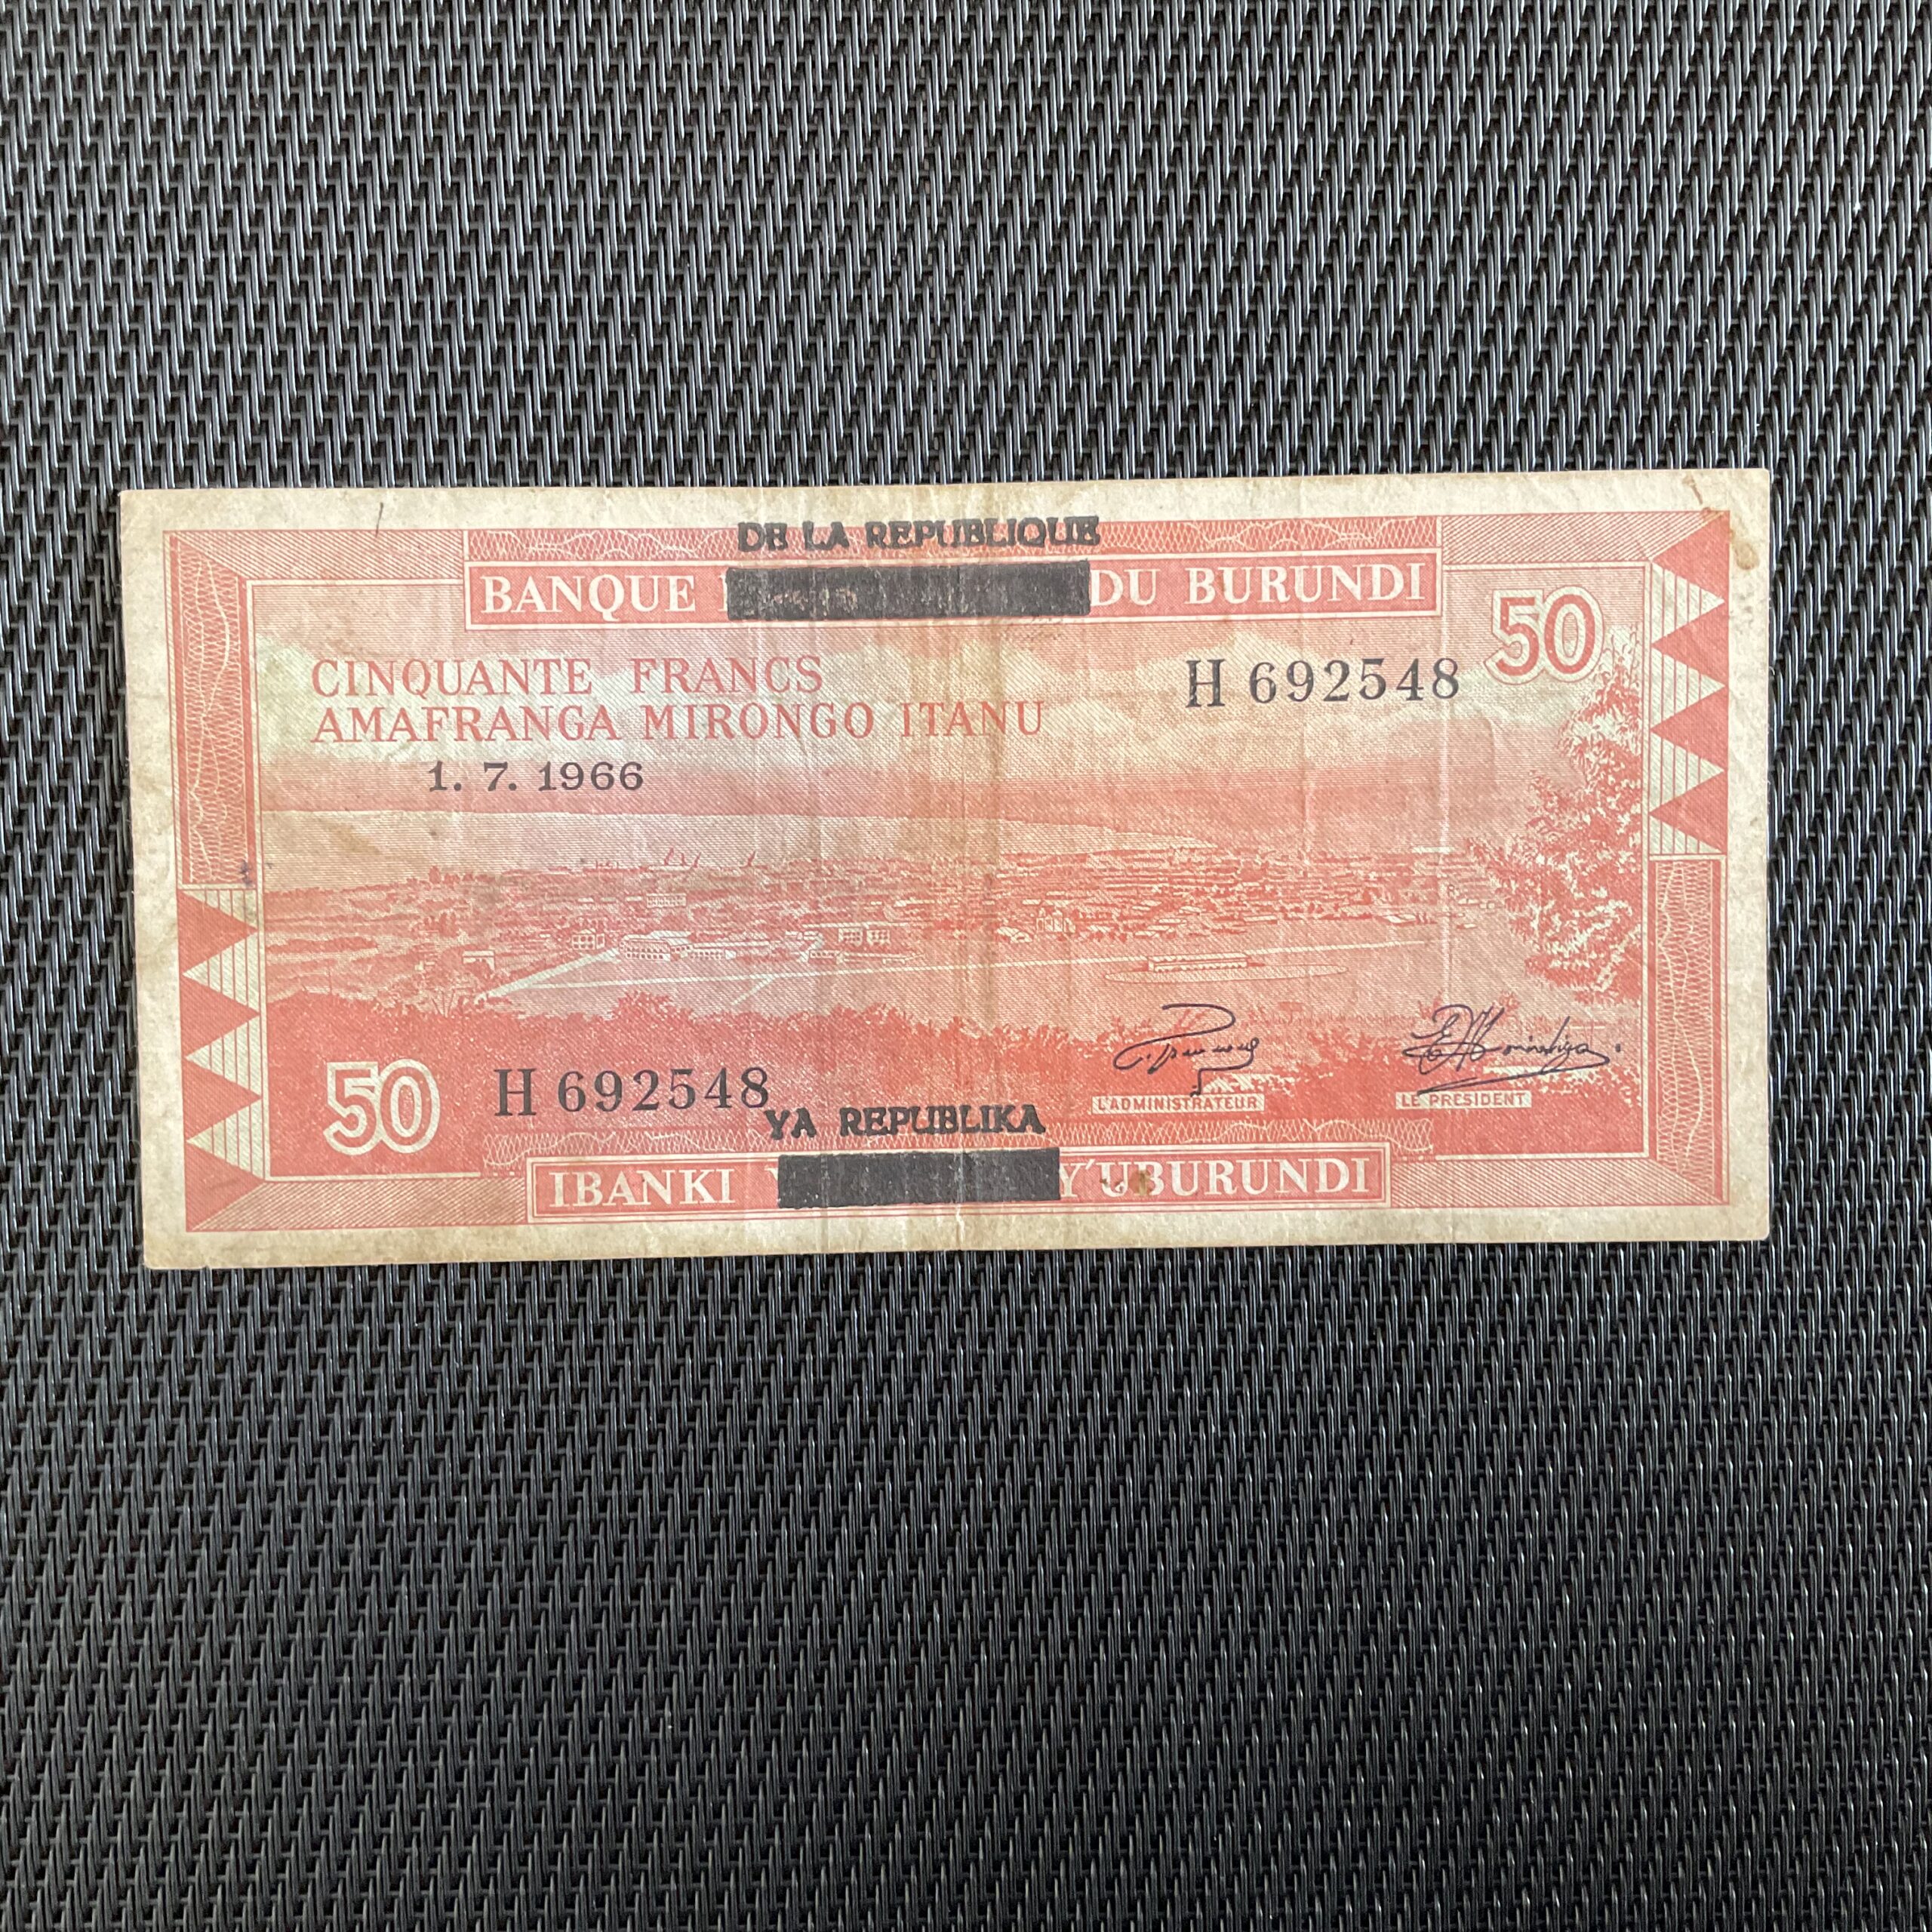 DE LA REPUBLIQUE
BANQUE DU BURUNDI
50
CINQUANTE FRANCS
H 692548
AMAFRANGA MIRONGO ITANU
1. 7. 1966
50
H 692548
L'ADMINISTRATEUR
LE PRESIDENT
YA REPUBLIKA
IBANKI Y'UBURUNDI